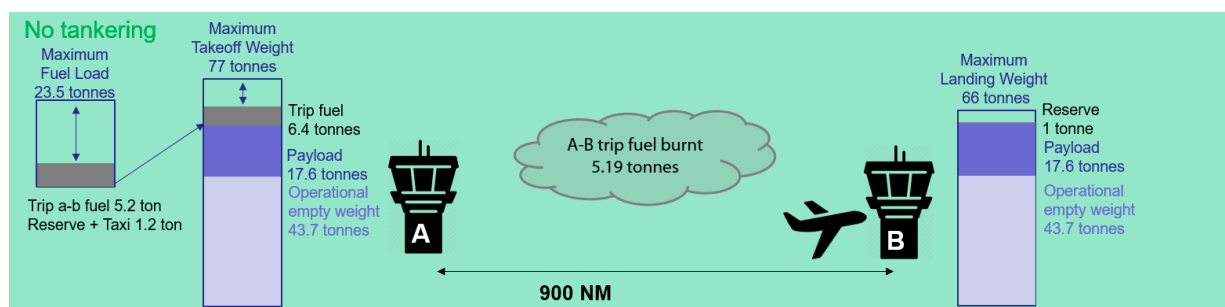 No tankering
Maximum
Fuel Load
23.5 tonnes
Trip a-b fuel 5.2 ton
Reserve + Taxi 1.2 ton
Maximum
Takeoff Weight
77 tonnes
Trip fuel
6.4 tonnes
Payload
17.6 tonnes
Operational
empty weight
43.7 tonnes
A
A-B trip fuel burnt
5.19 tonnes
900 NM
B
Maximum
Landing Weight
66 tonnes
Reserve
1 tonne
Payload
17.6 tonnes
Operational
empty weight
43.7 tonnes